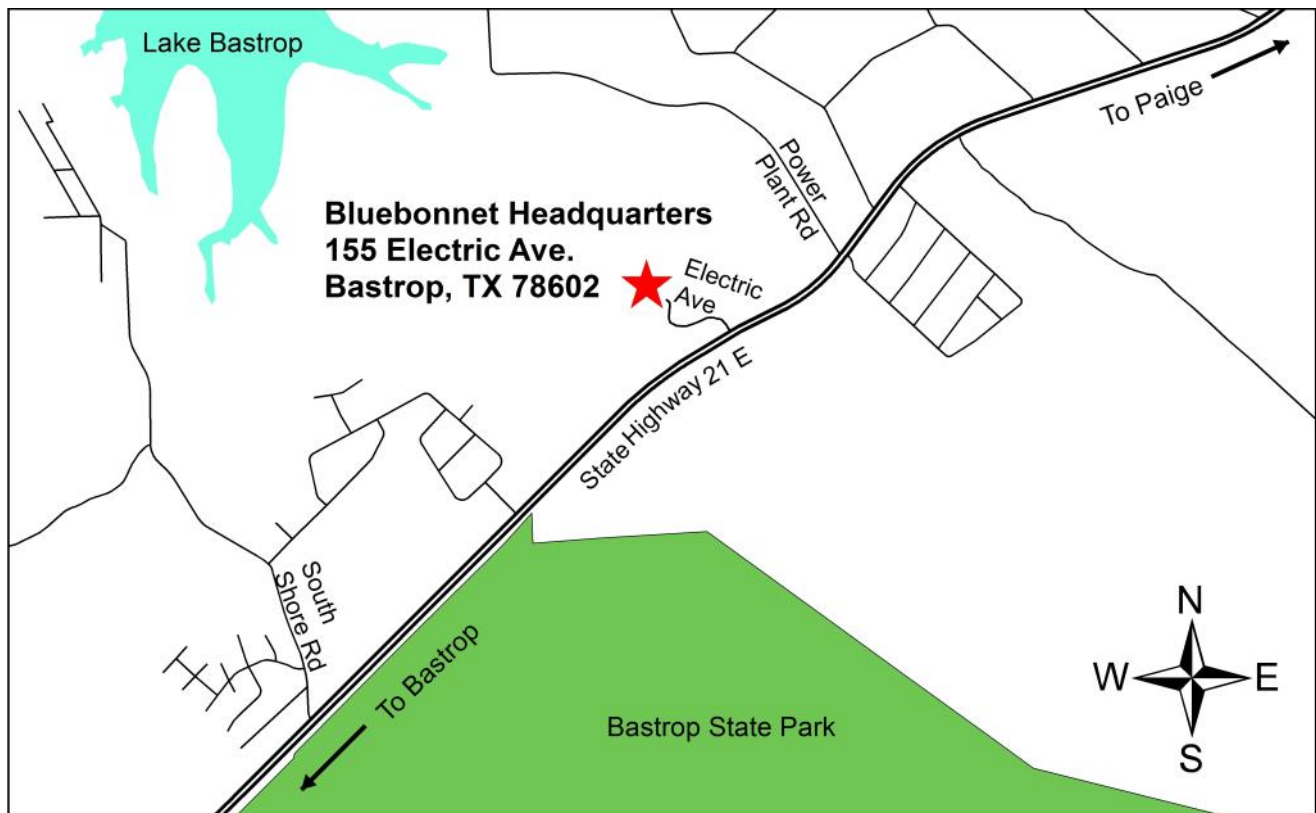 Lake Bastrop
To Paige
Power
Plant Rd
Bluebonnet Headquarters
155 Electric Ave.
Bastrop, TX 78602
Electric
Ave
State Highway 21 E
South
Shore Rd
To Bastrop
Bastrop State Park
N
W
E
S